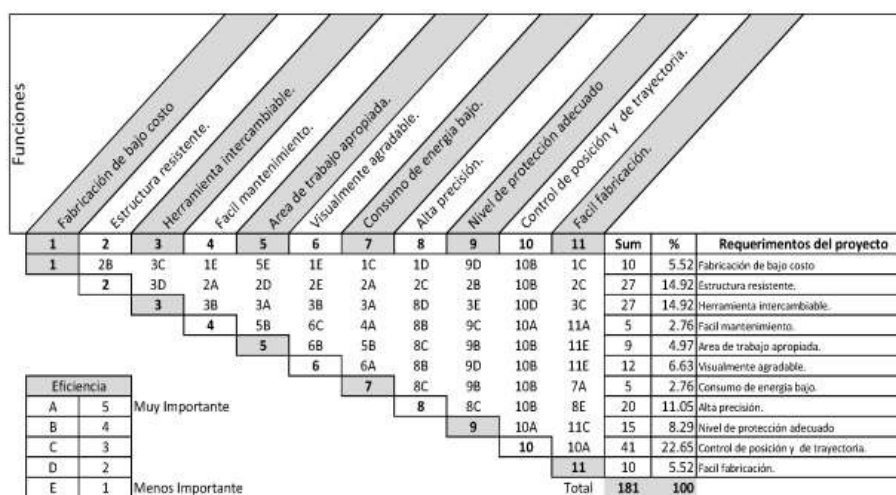 Funciones
Fabricación de bajo costo
Estructura resistente.
Herramienta intercambiable.
Facil mantenimiento.
Area de trabajo apropiada.
Visualmente agradable.
Consumo de energía bajo.
Alta precisión.
Nivel de protección adecuado
Control de posición y de trayectoria.
Facil fabricación.
1 2 3 4 5 6 7 8 9 10 11 Sum % Requerimentos del proyecto
1 2B 3C 1E 5E 1E 1C 1D 9D 10B 1C 10 5.52 Fabricación de bajo costo
2 3D 2A 2D 2E 2A 2C 2B 10B 2C 27 14.92 Estructura resistente.
3 3B 3A 3B 3A 8D 3E 10D 3C 27 14.92 Herramienta intercambiable.
4 5B 6C 4A 8B 9C 10A 11A 5 2.76 Facil mantenimiento.
5 6B 5B 8C 9B 10B 11E 9 4.97 Area de trabajo apropiada.
6 6A 8B 9D 10B 11E 12 6.63 Visualmente agradable.
Eficiencia 7 8C 9B 10B 7A 5 2.76 Consumo de energía bajo.
A 5 Muy Importante 8 8C 10B 8E 20 11.05 Alta precisión.
B 4 9 10A 11C 15 8.29 Nivel de protección adecuado
C 3 10 10A 41 22.65 Control de posición y de trayectoria.
D 2 11 10 5.52 Facil fabricación.
E 1 Menos Importante Total 181 100